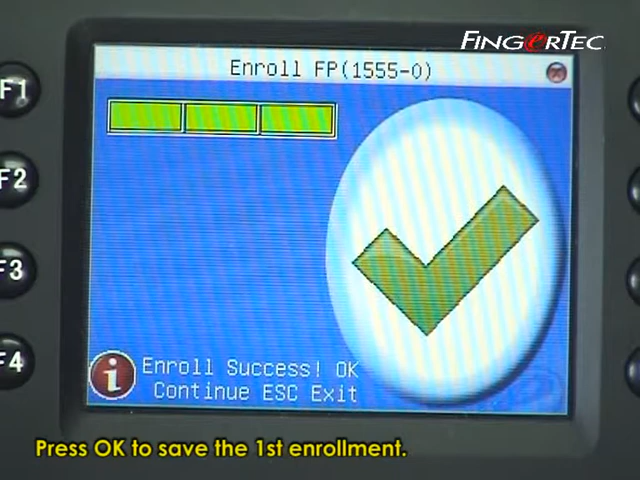 FINGERTEC
Enroll FP(1555-0)
F1
F2
F3
F4
i
Enroll Success! OK
Continue ESC Exit
Press OK to save the 1st enrollment.